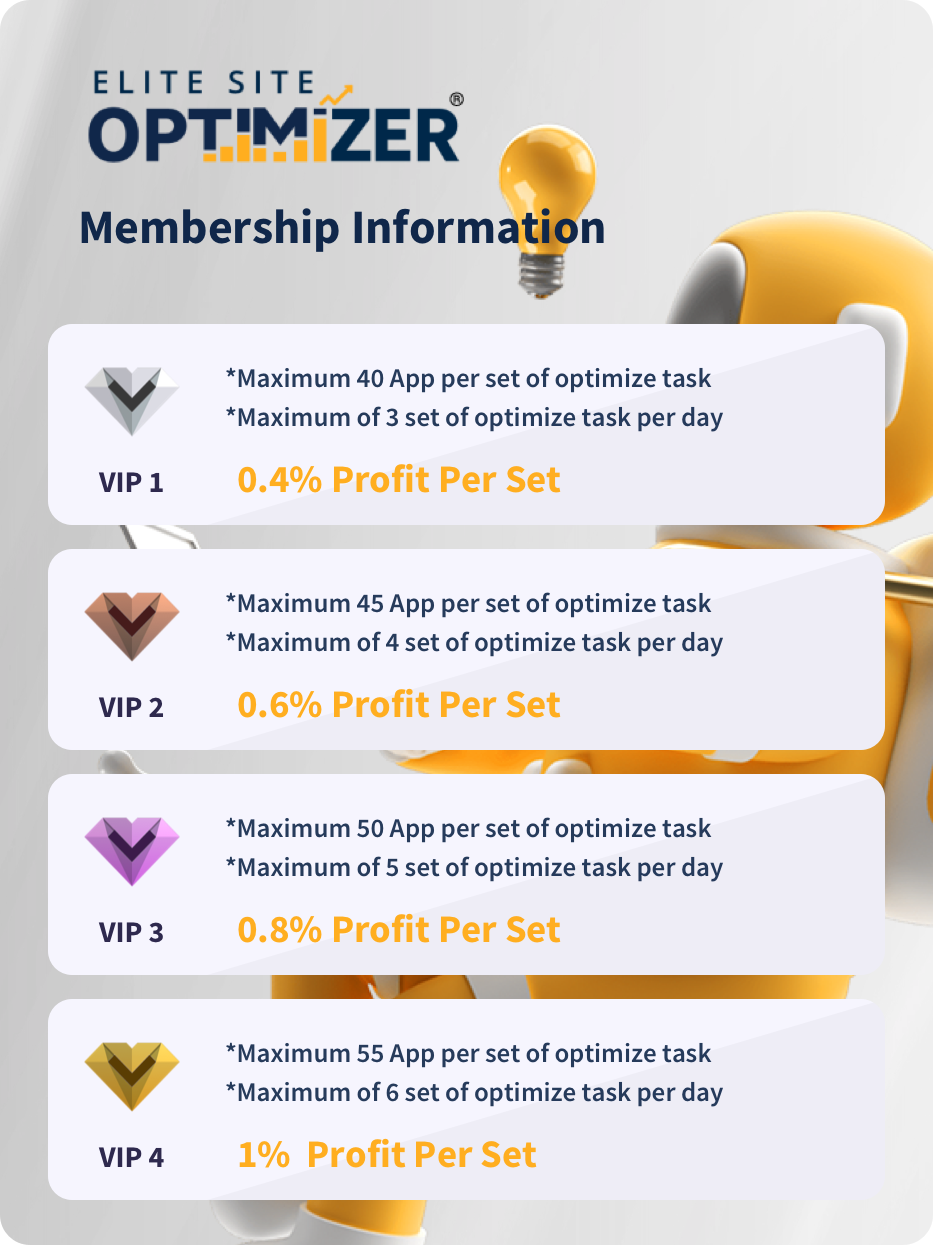 ELITE SITE
OPTIMIZER®
Membership Information
*Maximum 40 App per set of optimize task
*Maximum of 3 set of optimize task per day
VIP 1 0.4% Profit Per Set
*Maximum 45 App per set of optimize task
*Maximum of 4 set of optimize task per day
VIP 2 0.6% Profit Per Set
*Maximum 50 App per set of optimize task
*Maximum of 5 set of optimize task per day
VIP 3 0.8% Profit Per Set
*Maximum 55 App per set of optimize task
*Maximum of 6 set of optimize task per day
VIP 4 1% Profit Per Set